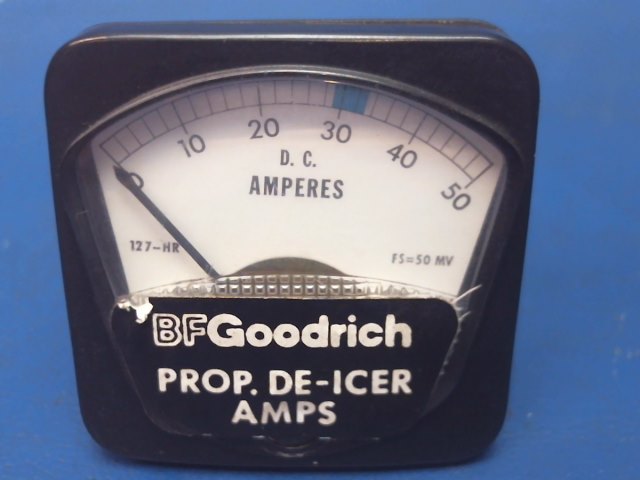 0 10 20 30 40 50
D. C.
AMPERES
127-HR FS=50 MV
BFGoodrich
PROP. DE-ICER
AMPS